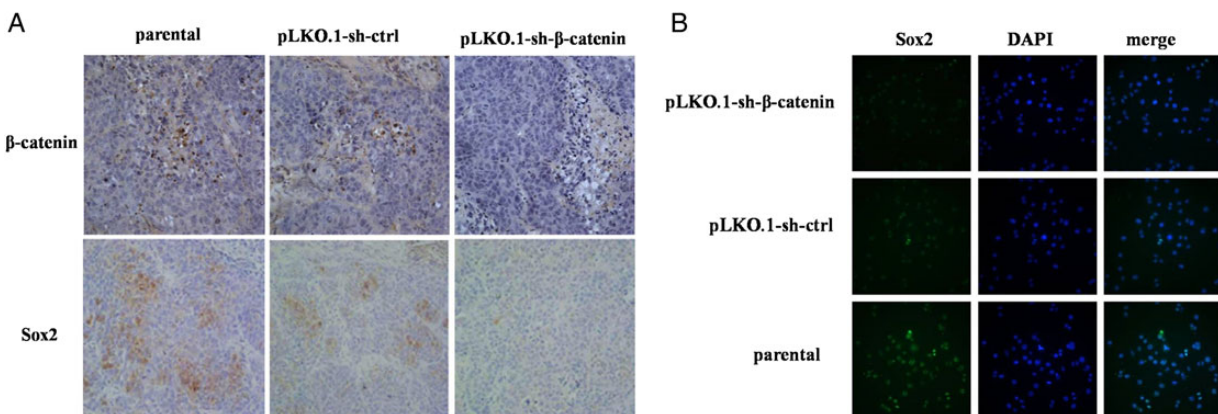 A
parental pLKO.1-sh-ctrl pLKO.1-sh-β-catenin
β-catenin
Sox2
B
Sox2 DAPI merge
pLKO.1-sh-β-catenin
pLKO.1-sh-ctrl
parental